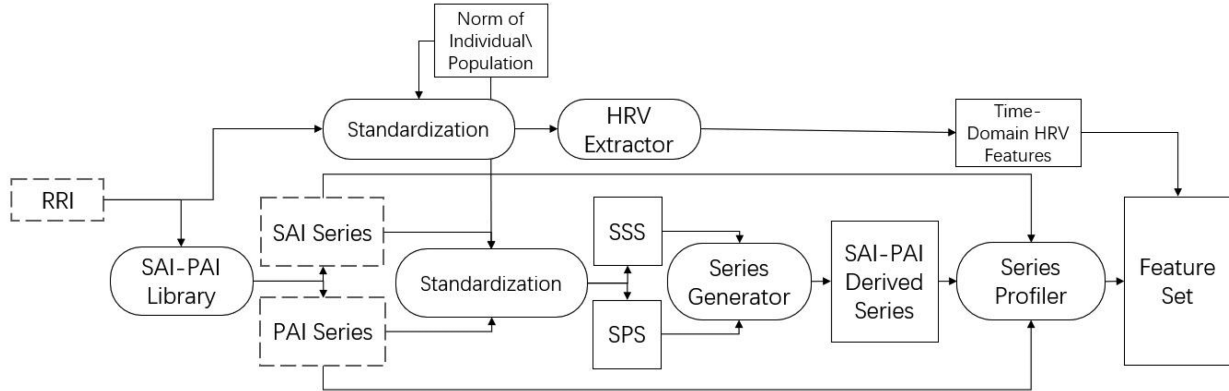 Norm of
Individual\
Population
Standardization
HRV
Extractor
Time-
Domain HRV
Features
RRI
SAI-PAI
Library
SAI Series
PAI Series
Standardization
SSS
SPS
Series
Generator
SAI-PAI
Derived
Series
Series
Profiler
Feature
Set